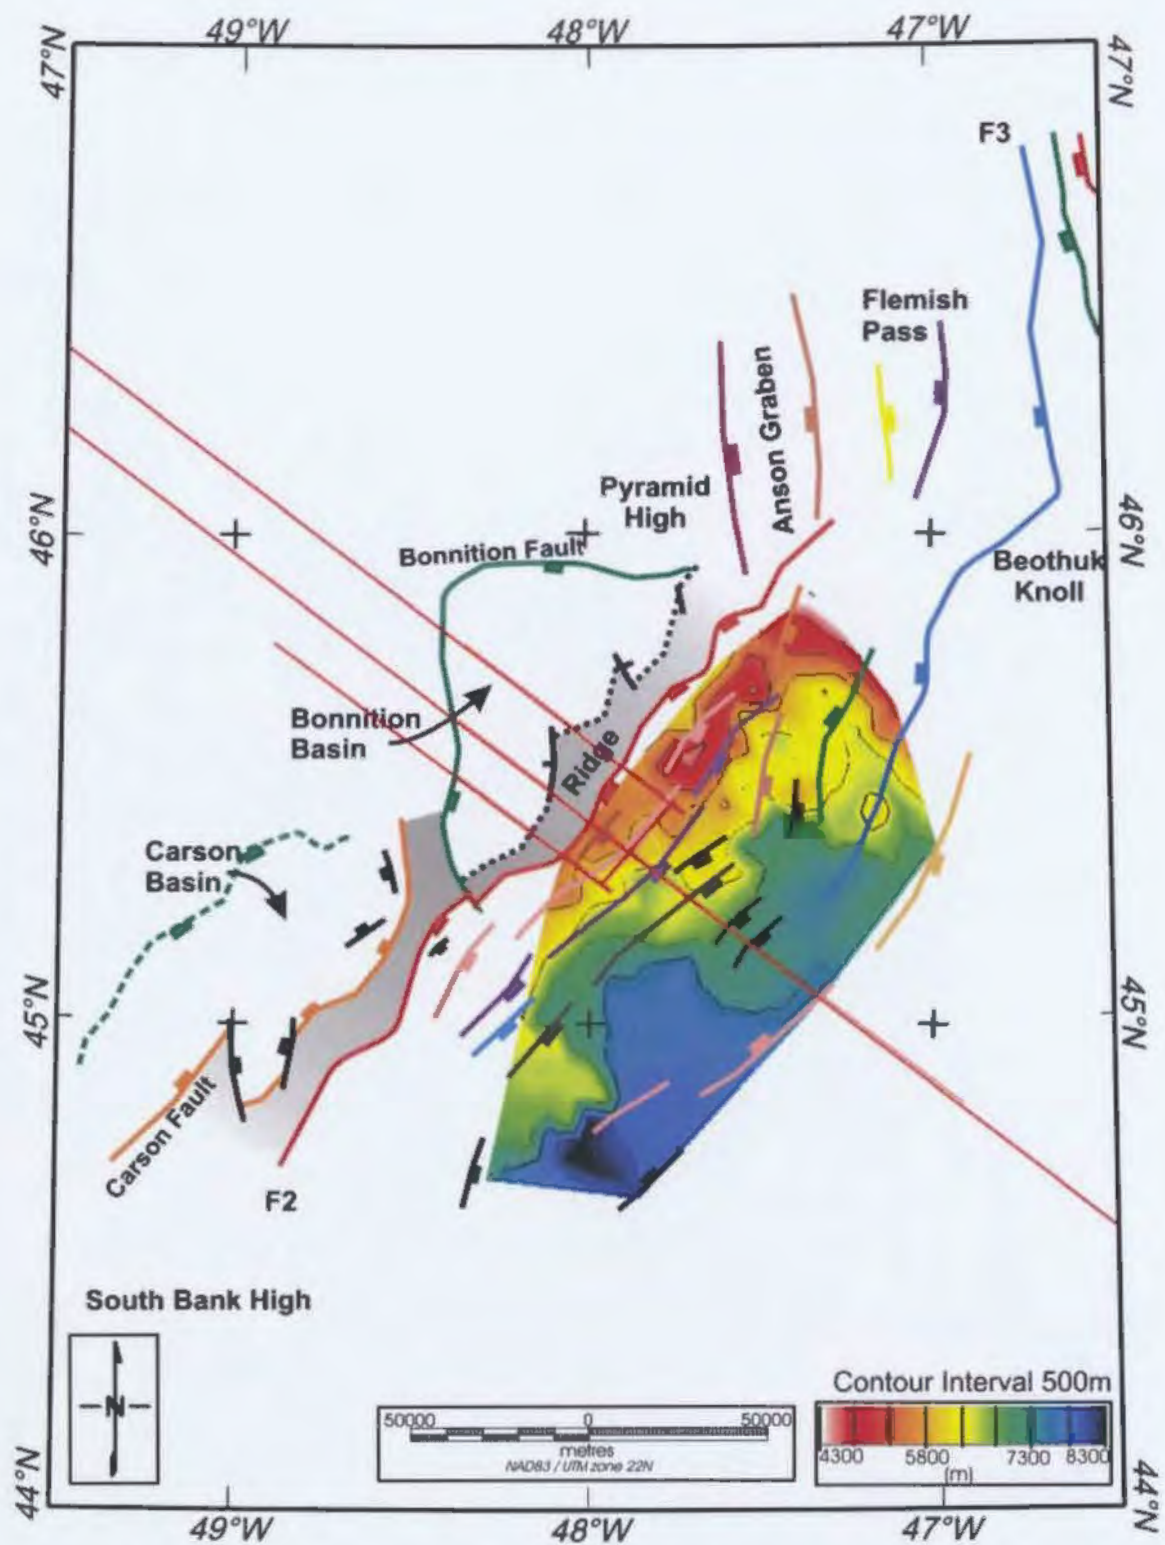 49°W 48°W 47°W
47°N
47°N
F3
Flemish
Pass
Anson Graben
Pyramid
High
46°N
46°N
Bonnition Fault
Beothuk
Knoll
Bonnition
Basin
Ridge
Carson
Basin
45°N
45°N
Carson Fault
F2
South Bank High
N
Contour Interval 500m
4300 5800 7300 8300
(m)
50000 0 50000
metres
NAD83 / UTM zone 22N
44°N
44°N
49°W 48°W 47°W